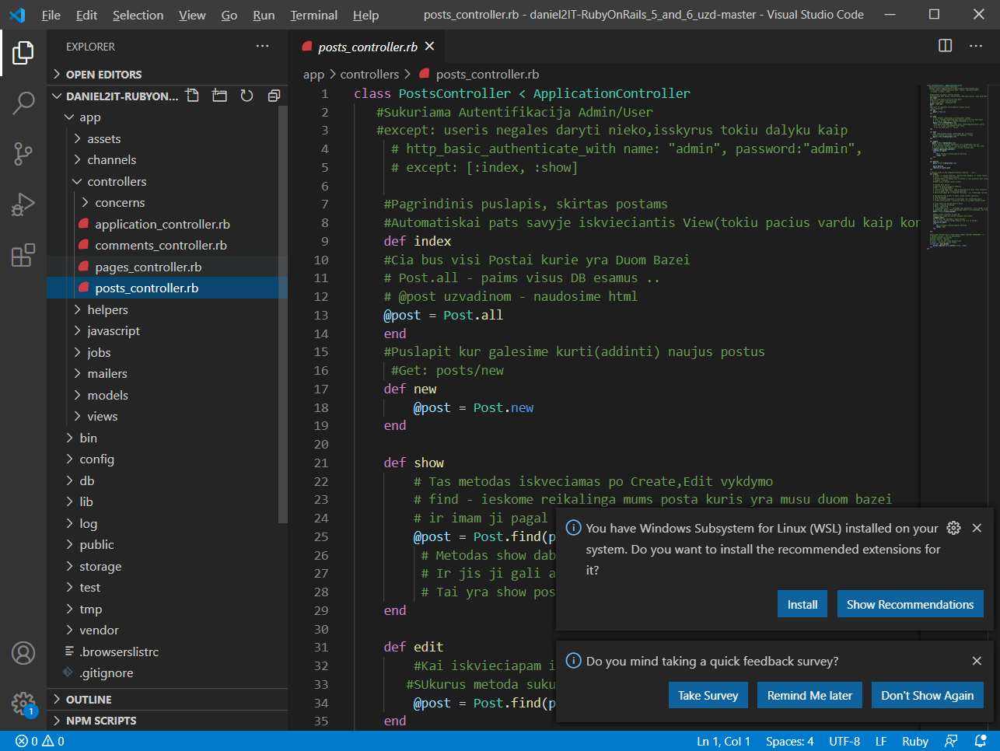 File Edit Selection View Go Run Terminal Help posts_controller.rb - daniel2IT-RubyOnRails_5_and_6_uzd-master - Visual Studio Code
EXPLORER
OPEN EDITORS
DANIEL2IT-RUBYON...
app
assets
channels
controllers
concerns
application_controller.rb
comments_controller.rb
pages_controller.rb
posts_controller.rb
helpers
javascript
jobs
mailers
models
views
bin
config
db
lib
log
public
storage
test
tmp
vendor
.browserslistrc
.gitignore
OUTLINE
NPM SCRIPTS
posts_controller.rb
app > controllers > posts_controller.rb
1 class PostsController < ApplicationController
2 #Sukuriama Autentifikacija Admin/User
3 #except: useris negales daryti nieko,isskyrus tokiu dalyku kaip
4 # http_basic_authenticate_with name: "admin", password:"admin",
5 # except: [:index, :show]
6
7 #Pagrindinis puslapis, skirtas postams
8 #Automatiskai pats savyje iskvieciantis View(tokiu pacius vardu kaip kon
9 def index
10 #Cia bus visi Postai kurie yra Duom Bazei
11 # Post.all - paims visus DB esamus ..
12 # @post uzvadinom - naudosime html
13 @post = Post.all
14 end
15 #Puslapit kur galesime kurti(addinti) naujus postus
16 #Get: posts/new
17 def new
18 @post = Post.new
19 end
20
21 def show
22 # Tas metodas iskveciamas po Create,Edit vykdymo
23 # find - ieskome reikalinga mums posta kuris yra musu duom bazei
24 # ir imam ji pagal
25 @post = Post.find(p
26 # Metodas show dab
27 # Ir jis ji gali a
28 # Tai yra show pos
29 end
30
31 def edit
32 #Kai iskvieciapam i
33 #SUkurus metoda suku
34 @post = Post.find(p
35 end
You have Windows Subsystem for Linux (WSL) installed on your
system. Do you want to install the recommended extensions for
it?
Install Show Recommendations
Do you mind taking a quick feedback survey?
Take Survey Remind Me later Don't Show Again
1
0 0 Ln 1, Col 1 Spaces: 4 UTF-8 LF Ruby